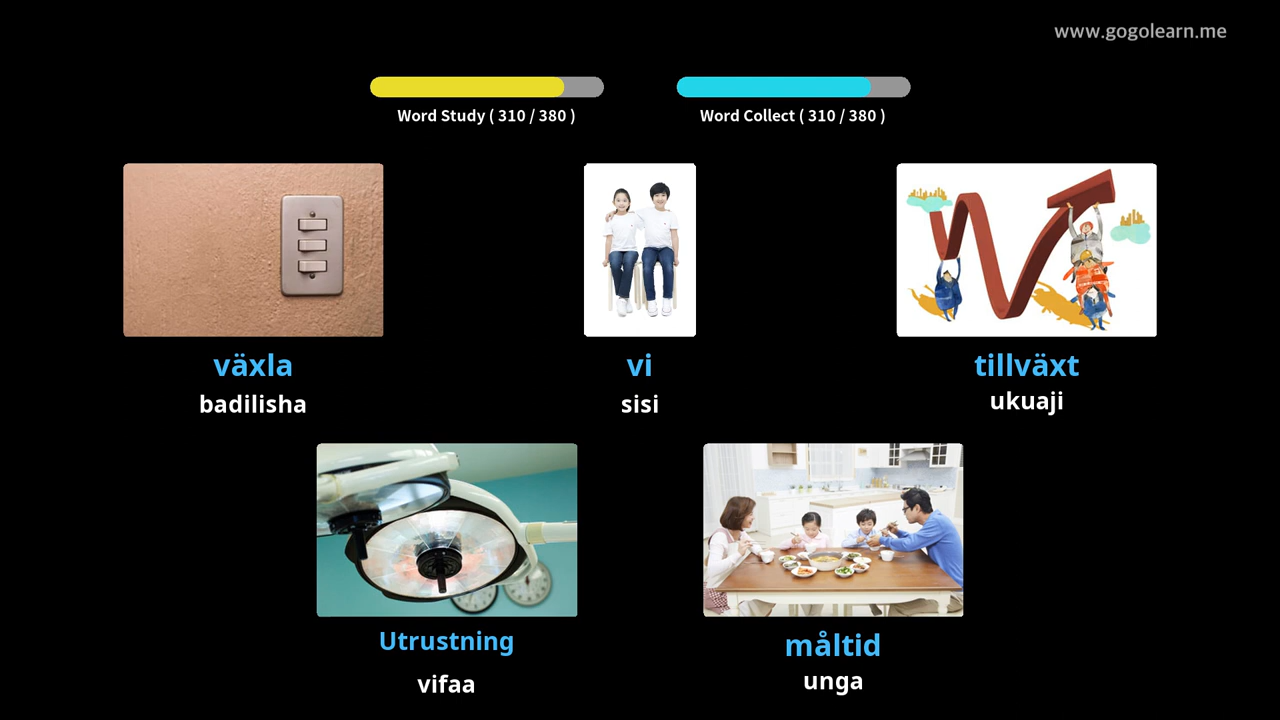 www.gogolearn.me
Word Study ( 310 / 380 )
Word Collect ( 310 / 380 )
växla
badilisha
vi
sisi
tillväxt
ukuaji
Utrustning
vifaa
måltid
unga